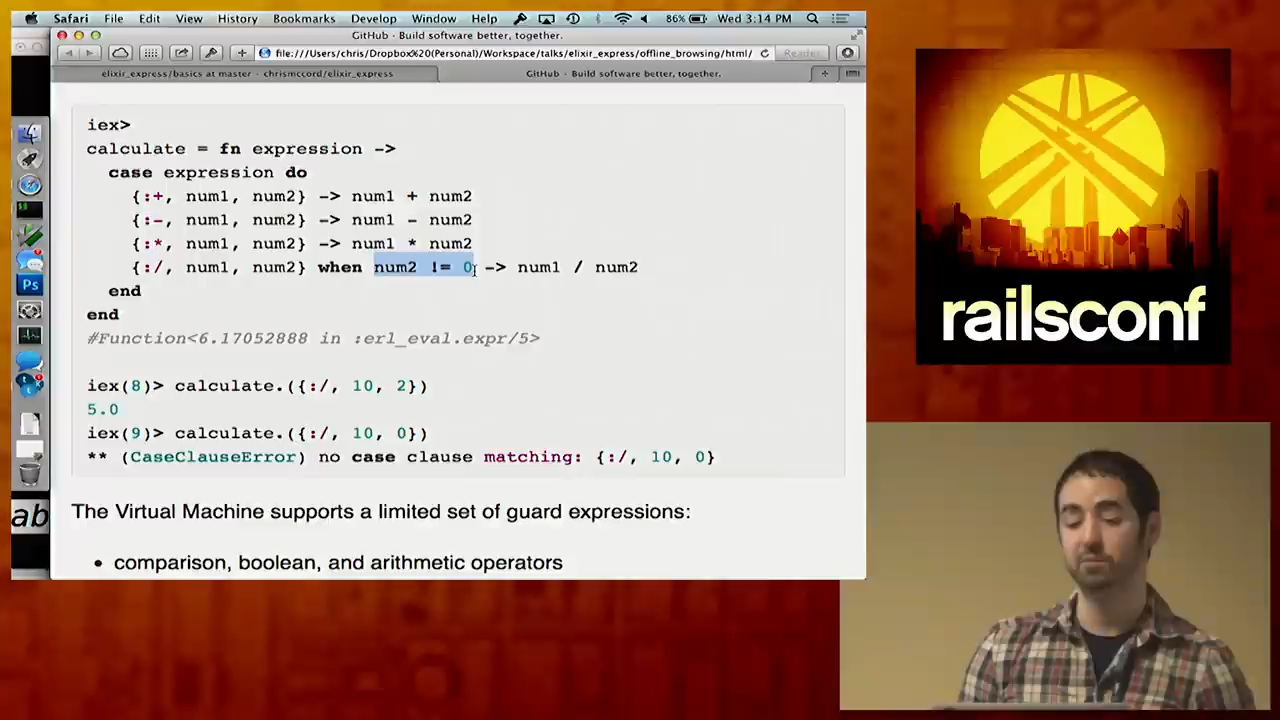 Safari File Edit View History Bookmarks Develop Window Help 86% Wed 3:14 PM
GitHub - Build software better, together.
file:///Users/chris/Dropbox%20(Personal)/Workspace/talks/elixir_express/offline_browsing/html/ Reader
elixir_express/basics at master - chrismccord/elixir_express
GitHub - Build software better, together.
iex>
calculate = fn expression ->
case expression do
{:+, num1, num2} -> num1 + num2
{:-, num1, num2} -> num1 - num2
{:*, num1, num2} -> num1 * num2
{:/, num1, num2} when num2 != 0 -> num1 / num2
end
end
#Function<6.17052888 in :erl_eval.expr/5>
iex(8)> calculate.({:/, 10, 2})
5.0
iex(9)> calculate.({:/, 10, 0})
** (CaseClauseError) no case clause matching: {:/, 10, 0}
The Virtual Machine supports a limited set of guard expressions:
• comparison, boolean, and arithmetic operators
Ps
ab
railsconf